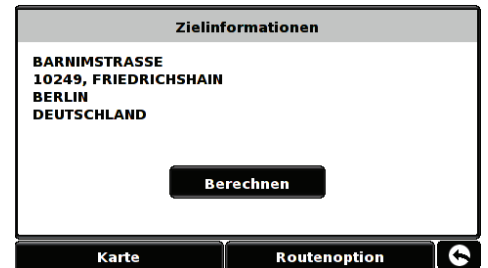 Zielinformationen
BARNIMSTRASSE
10249, FRIEDRICHSHAIN
BERLIN
DEUTSCHLAND
Berechnen
Karte
Routenoption